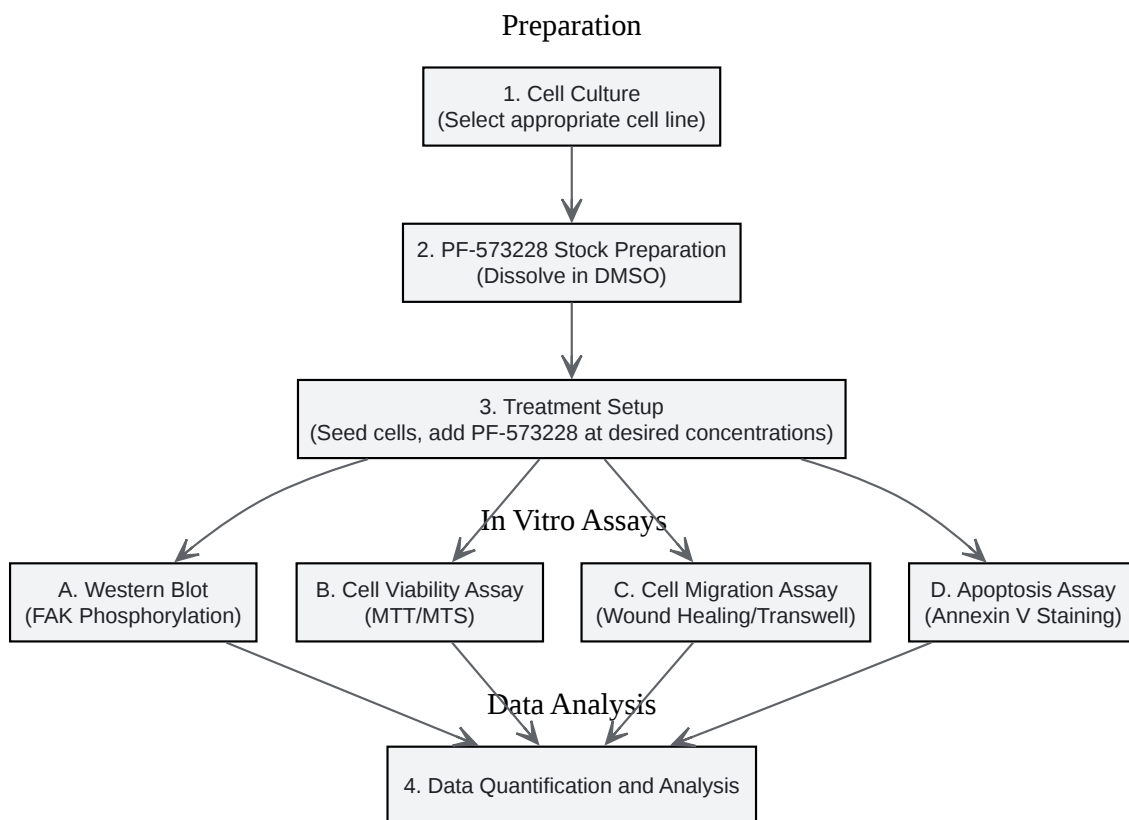 Preparation
1. Cell Culture
(Select appropriate cell line)
2. PF-573228 Stock Preparation
(Dissolve in DMSO)
3. Treatment Setup
(Seed cells, add PF-573228 at desired concentrations)
In Vitro Assays
A. Western Blot
(FAK Phosphorylation)
B. Cell Viability Assay
(MTT/MTS)
C. Cell Migration Assay
(Wound Healing/Transwell)
D. Apoptosis Assay
(Annexin V Staining)
Data Analysis
4. Data Quantification and Analysis